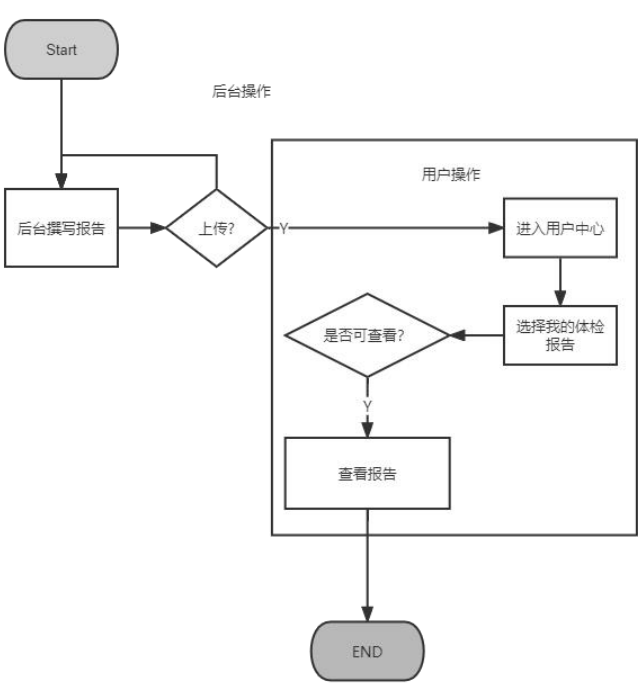 Start
后台操作
用户操作
后台撰写报告
上传?
Y
进入用户中心
是否可查看?
选择我的体检
报告
Y
查看报告
END